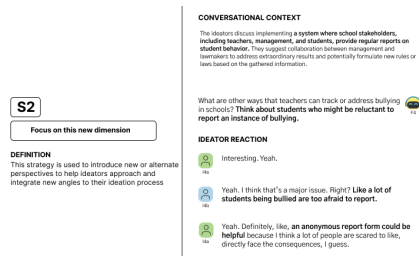 S2
Focus on this new dimension
DEFINITION
This strategy is used to introduce new or alternate
perspectives to help ideators approach and
integrate new angles to their ideation process
CONVERSATIONAL CONTEXT
The ideators discuss implementing a system where school stakeholders,
including teachers, management, and students, provide regular reports on
student behavior. They suggest collaboration between management and
lawmakers to address extraordinary results and potentially formulate new rules or
laws based on the gathered information.
What are other ways that teachers can track or address bullying
in schools? Think about students who might be reluctant to
report an instance of bullying.
F4
IDEATOR REACTION
Interesting. Yeah.
Ha
Yeah. I think that's a major issue. Right? Like a lot of
students being bullied are too afraid to report.
Hb
Yeah. Definitely, like, an anonymous report form could be
helpful because I think a lot of people are scared to like,
directly face the consequences, I guess.